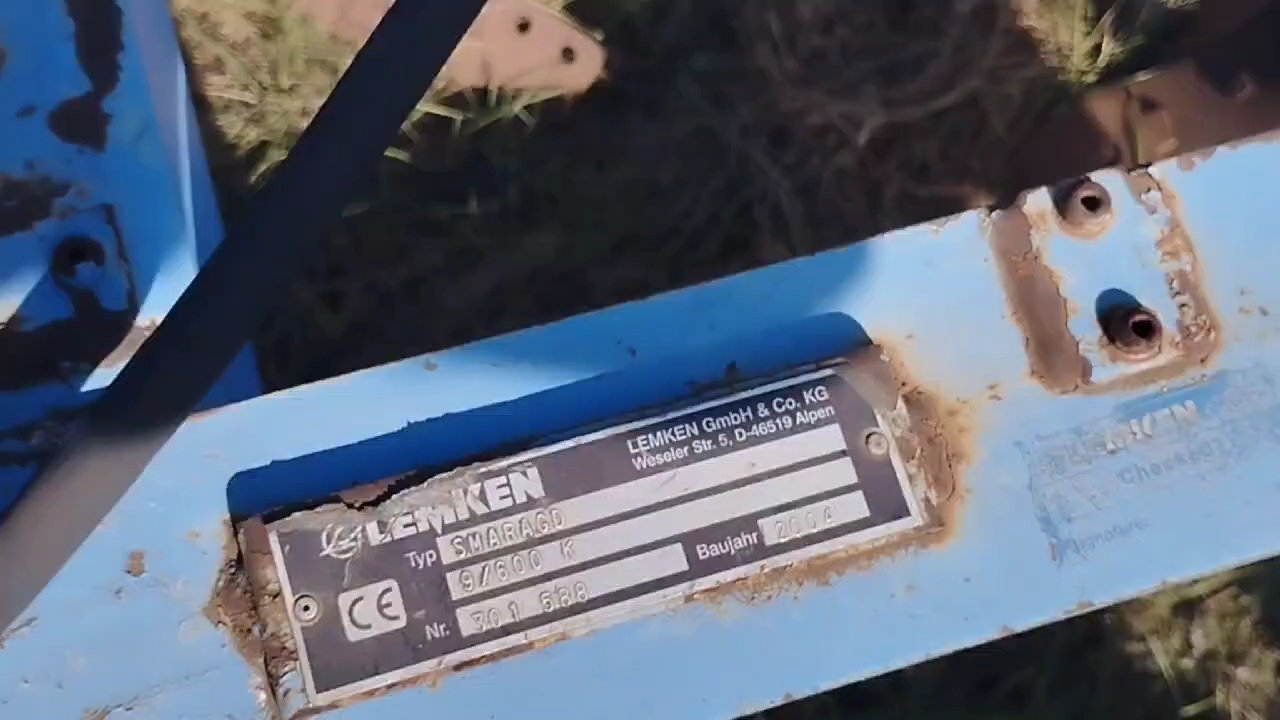 LEMKEN GmbH & Co. KG
Weseler Str. 5, D-46519 Alpen
LEMKEN
Typ SMARAGD
9/600 K
Baujahr 2004
CE
Nr. 301 588